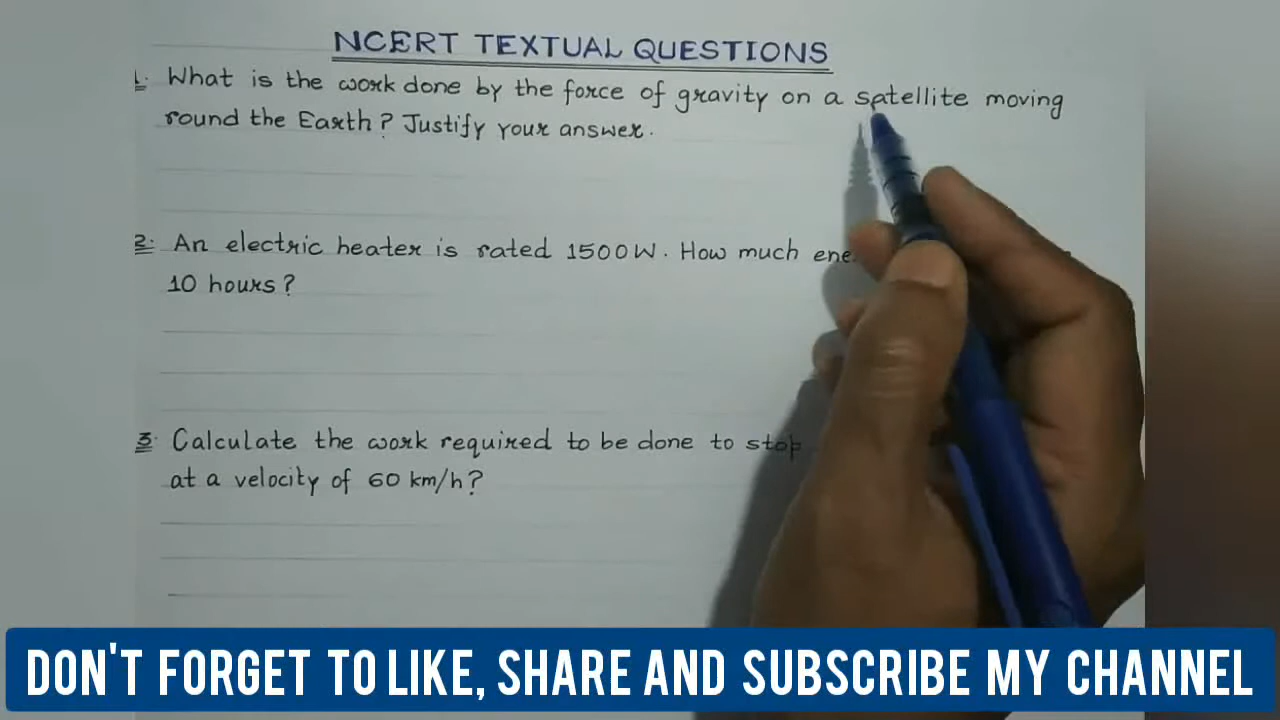 NCERT TEXTUAL QUESTIONS
1. What is the work done by the force of gravity on a satellite moving
round the Earth? Justify your answer.
2. An electric heater is rated 1500W. How much
10 hours?
3. Calculate the work required to be done to stop
at a velocity of 60 km/h?
DON'T FORGET TO LIKE, SHARE AND SUBSCRIBE MY CHANNEL